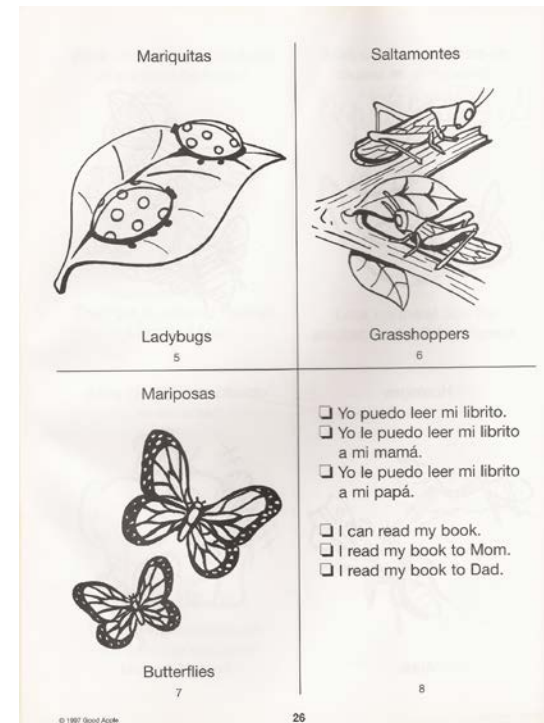 Mariquitas
Ladybugs
5
Saltamontes
Grasshoppers
6
Mariposas
Butterflies
7
❏ Yo puedo leer mi librito.
❏ Yo le puedo leer mi librito
a mi mamá.
❏ Yo le puedo leer mi librito
a mi papá.
❏ I can read my book.
❏ I read my book to Mom.
❏ I read my book to Dad.
8
© 1997 Good Apple
26